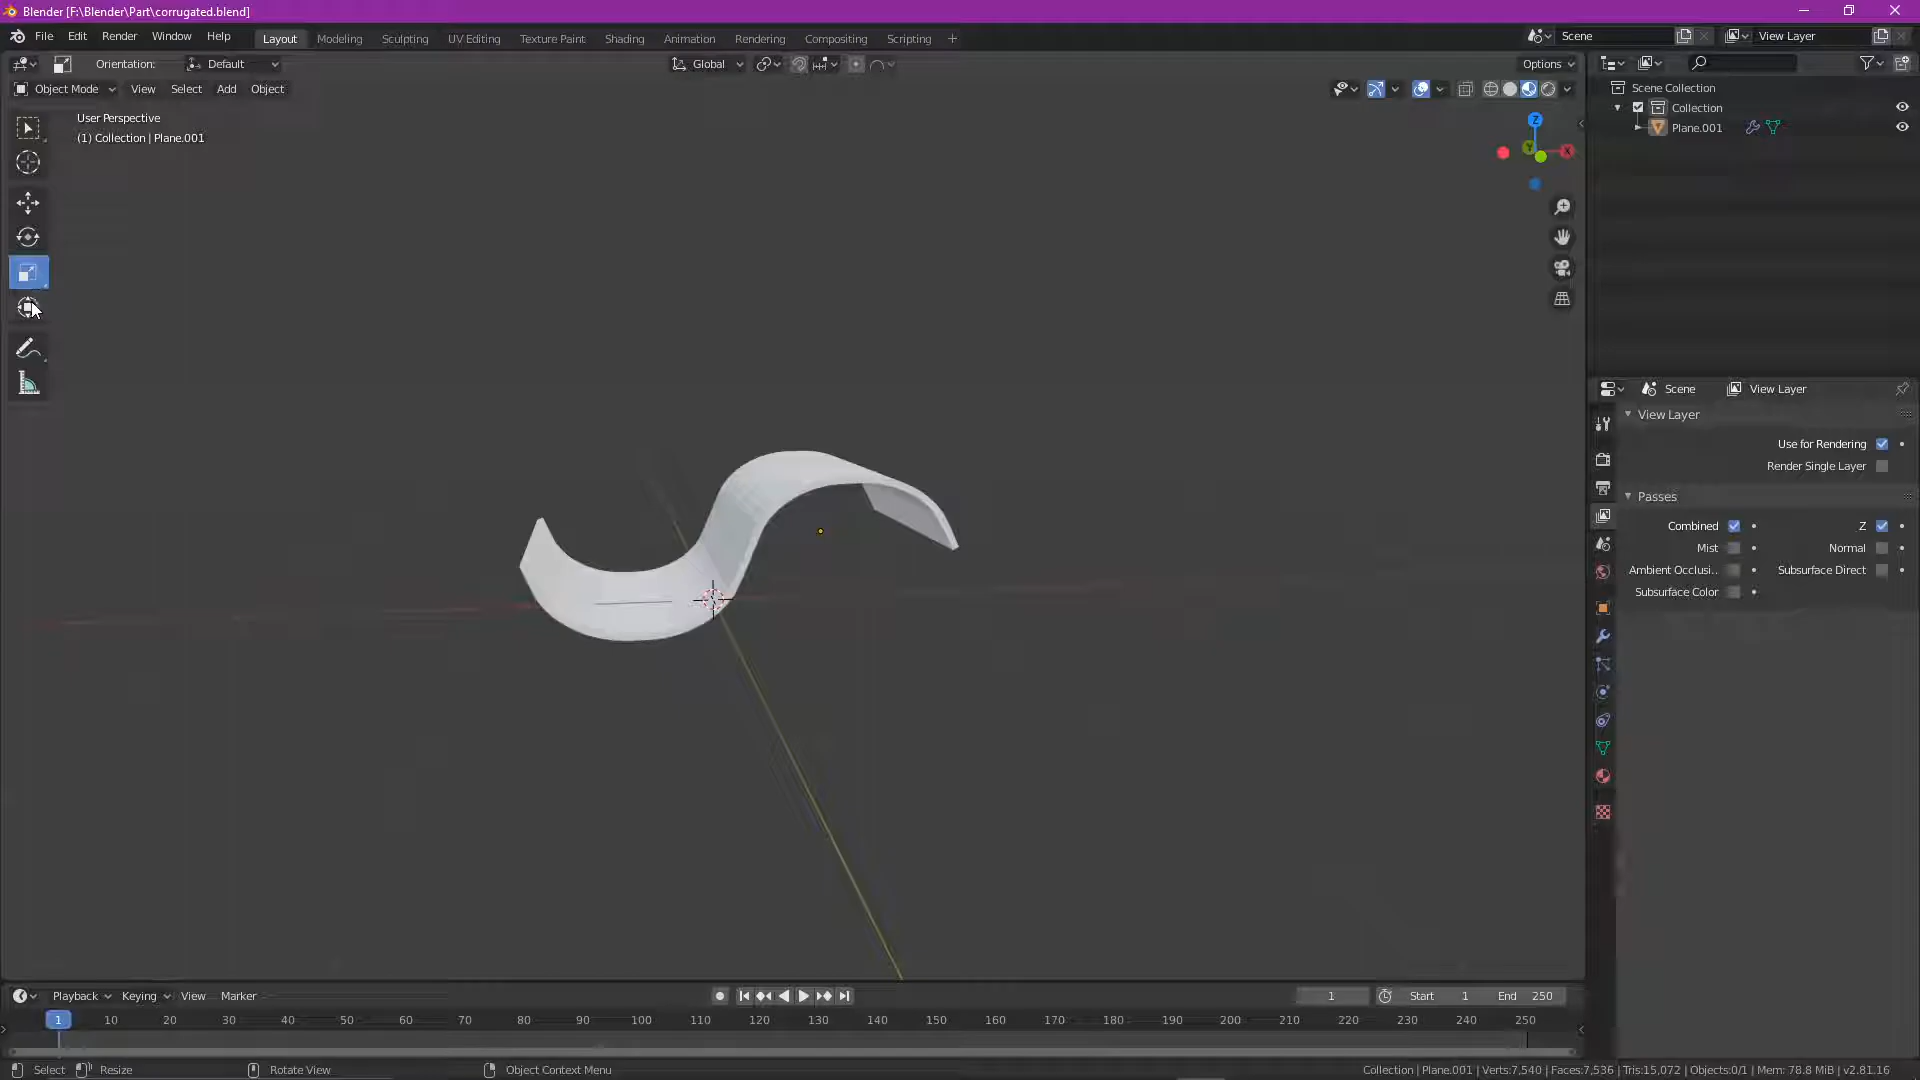 Blender [F:\Blender\Part\corrugated.blend]
File Edit Render Window Help Layout Modeling Sculpting UV Editing Texture Paint Shading Animation Rendering Compositing Scripting + Scene View Layer
Orientation: Default Global Options
Object Mode View Select Add Object
User Perspective
(1) Collection | Plane.001
Z
Y
X
Scene Collection
Collection
Plane.001
Scene View Layer
View Layer
Use for Rendering
Render Single Layer
Passes
Combined Z
Mist Normal
Ambient Occlusi.. Subsurface Direct
Subsurface Color
Playback Keying View Marker 1 Start 1 End 250
1 10 20 30 40 50 60 70 80 90 100 110 120 130 140 150 160 170 180 190 200 210 220 230 240 250
Select Resize Rotate View Object Context Menu Collection | Plane.001 | Verts:7,540 | Faces:7,536 | Tris:15,072 | Objects:0/1 | Mem: 78.8 MiB | v2.81.16